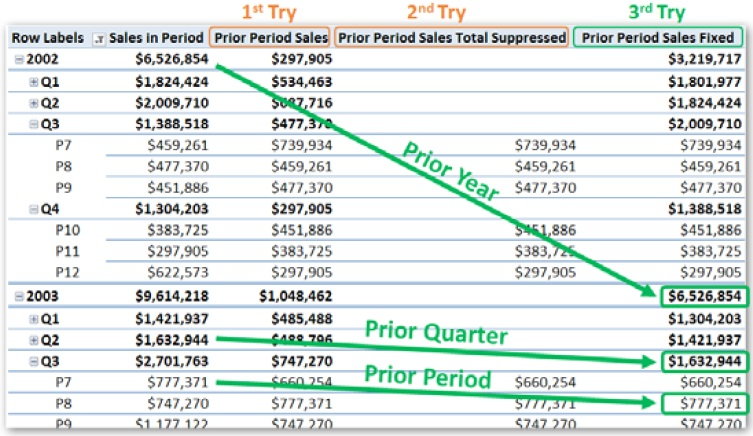 1st Try 2nd Try 3rd Try
Row Labels Sales in Period Prior Period Sales Prior Period Sales Total Suppressed Prior Period Sales Fixed
2002 $6,526,854 $297,905 $3,219,717
Q1 $1,824,424 $534,463 $1,801,977
Q2 $2,009,710 $687,716 $1,824,424
Q3 $1,388,518 $477,370 $2,009,710
P7 $459,261 $739,934 $739,934 $739,934
P8 $477,370 $459,261 $459,261 $459,261
P9 $451,886 $477,370 $477,370 $477,370
Prior Year
Q4 $1,304,203 $297,905 $1,388,518
P10 $383,725 $451,886 $451,886 $451,886
P11 $297,905 $383,725 $383,725 $383,725
P12 $622,573 $297,905 $297,905 $297,905
2003 $9,614,218 $1,048,462 $6,526,854
Q1 $1,421,937 $485,488 $1,304,203
Q2 $1,632,944 $488,796 $1,421,937
Prior Quarter
Q3 $2,701,763 $747,270 $1,632,944
P7 $777,371 $660,254 $660,254 $660,254
Prior Period
P8 $747,270 $777,371 $777,371 $777,371
P9 $1,177,122 $747,270 $747,270 $747,270